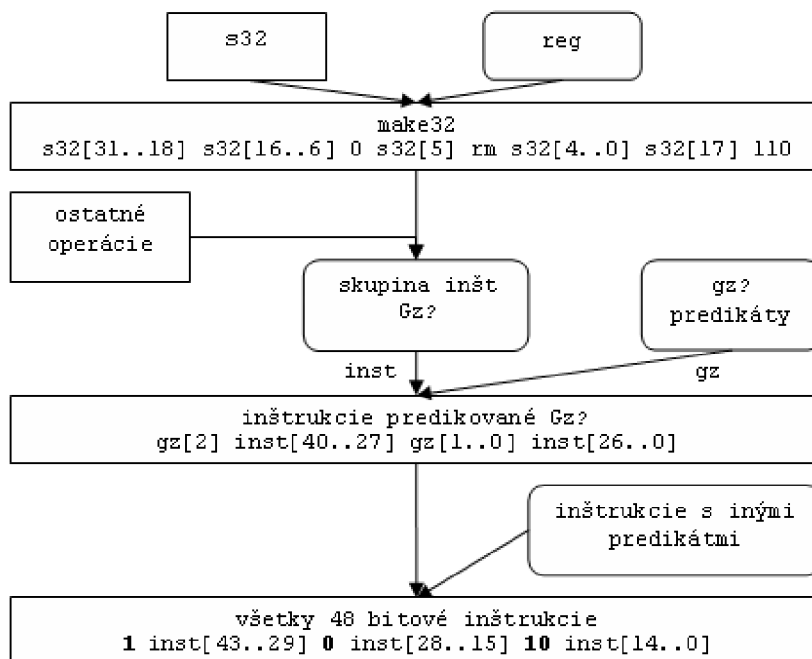 s32
reg
make32
s32[31..18] s32[16..6] 0 s32[5] rm s32[4..0] s32[17] 110
ostatné
operácie
skupina inšt
Gz?
gz?
predikáty
inst
gz
inštrukcie predikované Gz?
gz[2] inst[40..27] gz[1..0] inst[26..0]
inštrukcie s inými
predikátmi
všetky 48 bitové inštrukcie
1 inst[43..29] 0 inst[28..15] 10 inst[14..0]